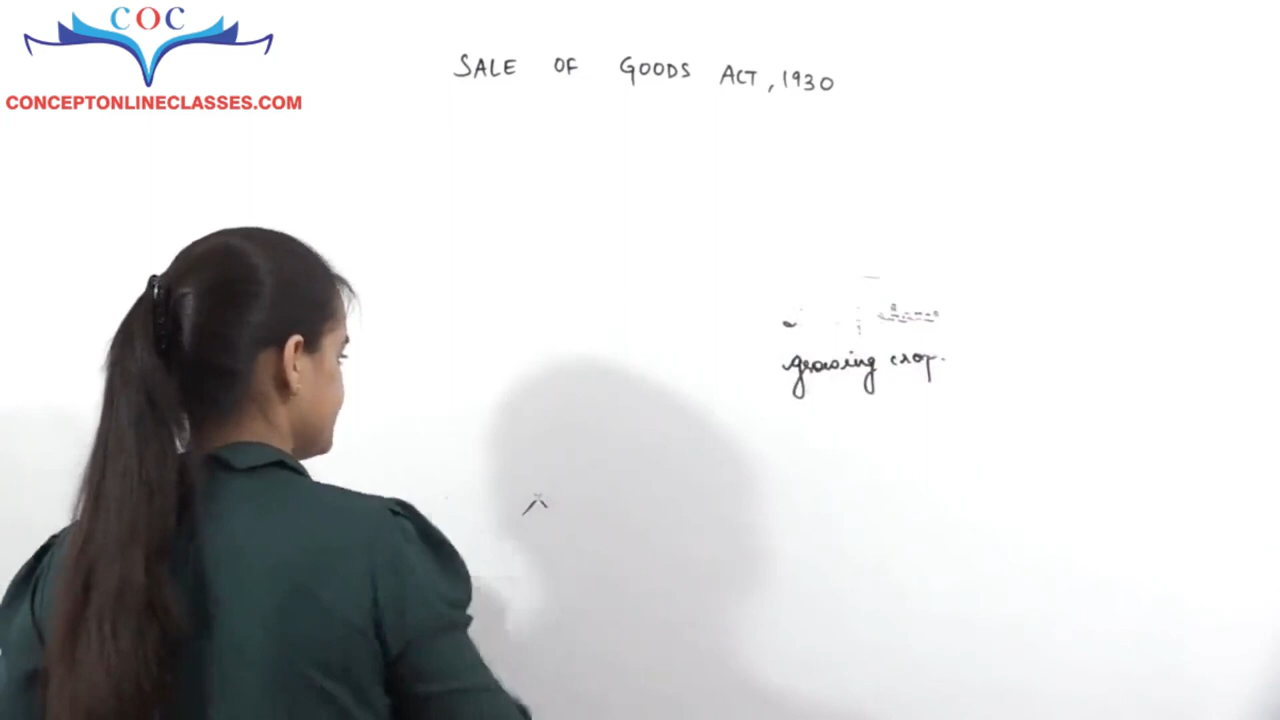 COC
CONCEPTONLINECLASSES.COM
SALE OF GOODS ACT, 1930
growing crop.